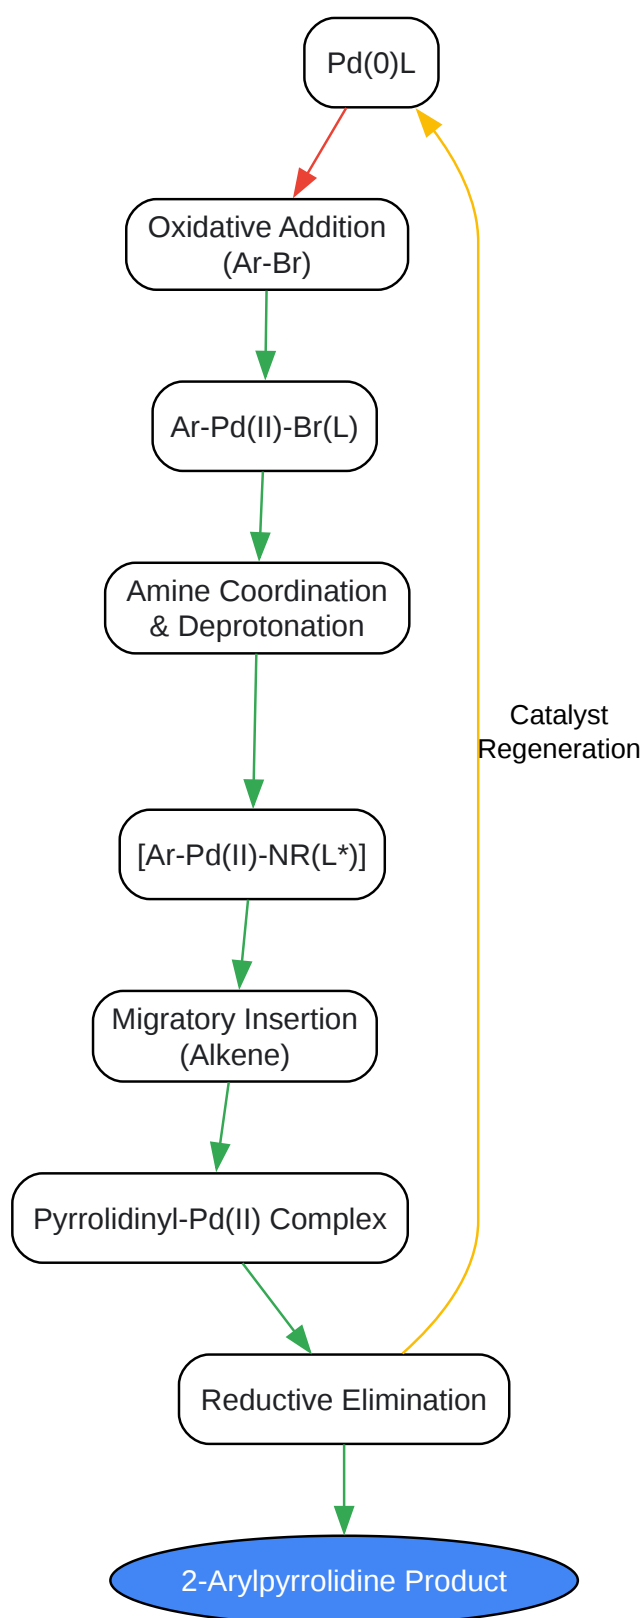 Pd(0)L
Oxidative Addition
(Ar-Br)
Ar-Pd(II)-Br(L)
Amine Coordination
& Deprotonation
Catalyst
Regeneration
[Ar-Pd(II)-NR(L*)]
Migratory Insertion
(Alkene)
Pyrrolidinyl-Pd(II) Complex
Reductive Elimination
2-Arylpyrrolidine Product